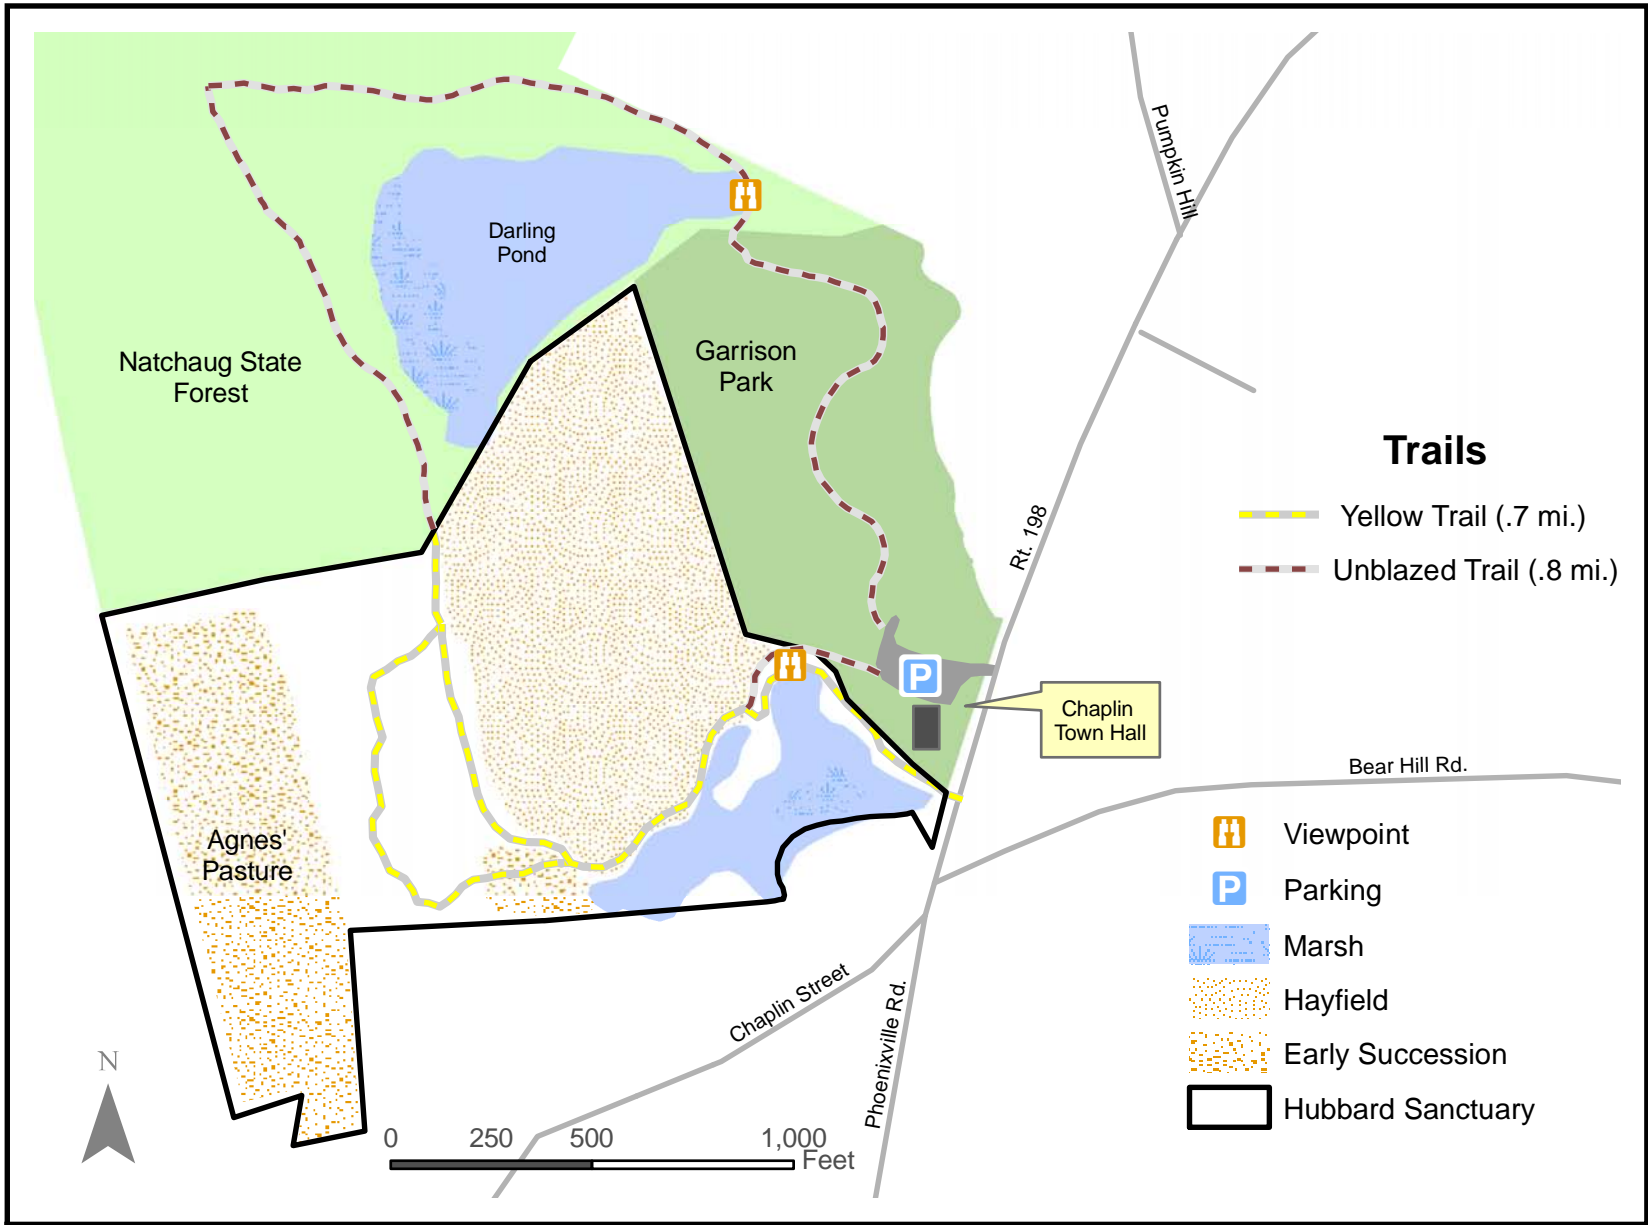 Pumpkin Hill
Darling
Pond
Natchaug State
Forest
Garrison
Park
Trails
Yellow Trail (.7 mi.)
Unblazed Trail (.8 mi.)
Rt. 198
P
Chaplin
Town Hall
Bear Hill Rd.
Agnes'
Pasture
Viewpoint
P
Parking
Marsh
Hayfield
Early Succession
Hubbard Sanctuary
Chaplin Street
Phoenixville Rd.
N
0 250 500 1,000
Feet